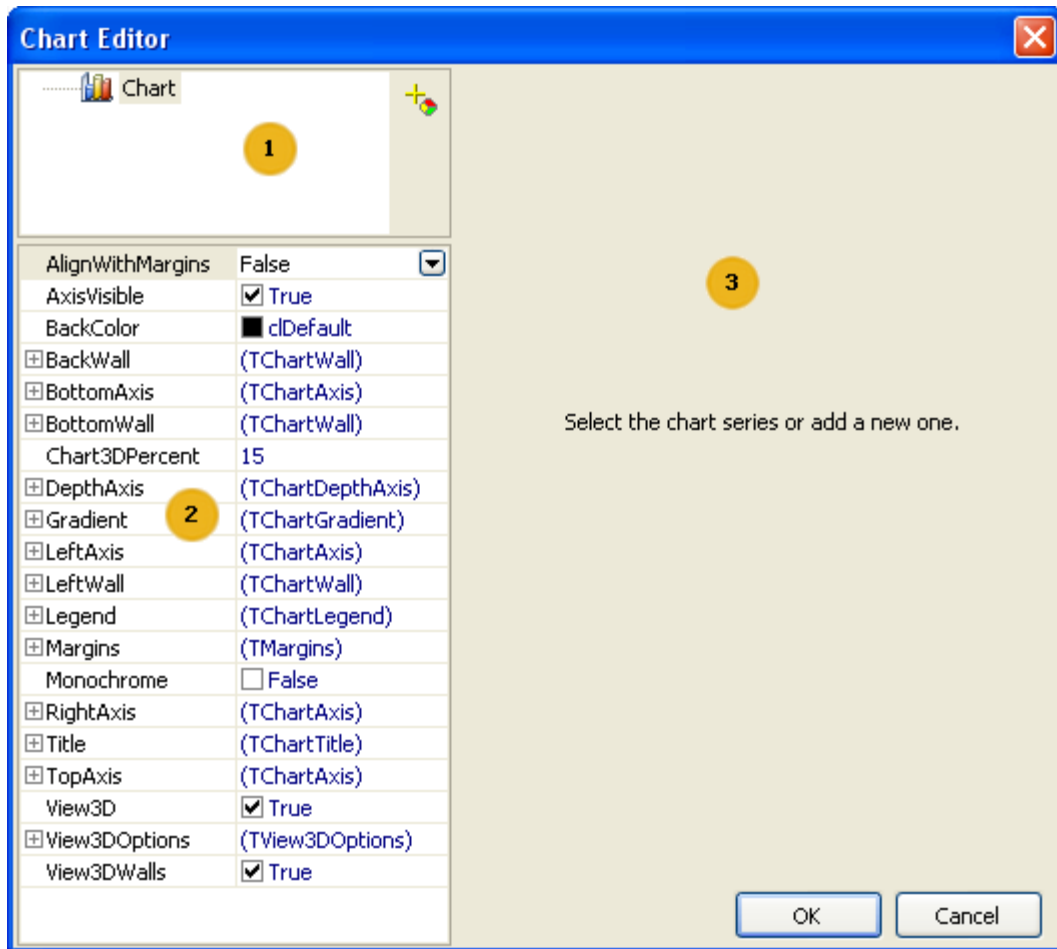 Chart Editor
Chart
1
AlignWithMargins False
AxisVisible True
BackColor clDefault
BackWall (TChartWall)
BottomAxis (TChartAxis)
BottomWall (TChartWall)
Chart3DPercent 15
DepthAxis (TChartDepthAxis)
Gradient (TChartGradient)
2
LeftAxis (TChartAxis)
LeftWall (TChartWall)
Legend (TChartLegend)
Margins (TMargins)
Monochrome False
RightAxis (TChartAxis)
Title (TChartTitle)
TopAxis (TChartAxis)
View3D True
View3DOptions (TView3DOptions)
View3DWalls True
3
Select the chart series or add a new one.
OK Cancel